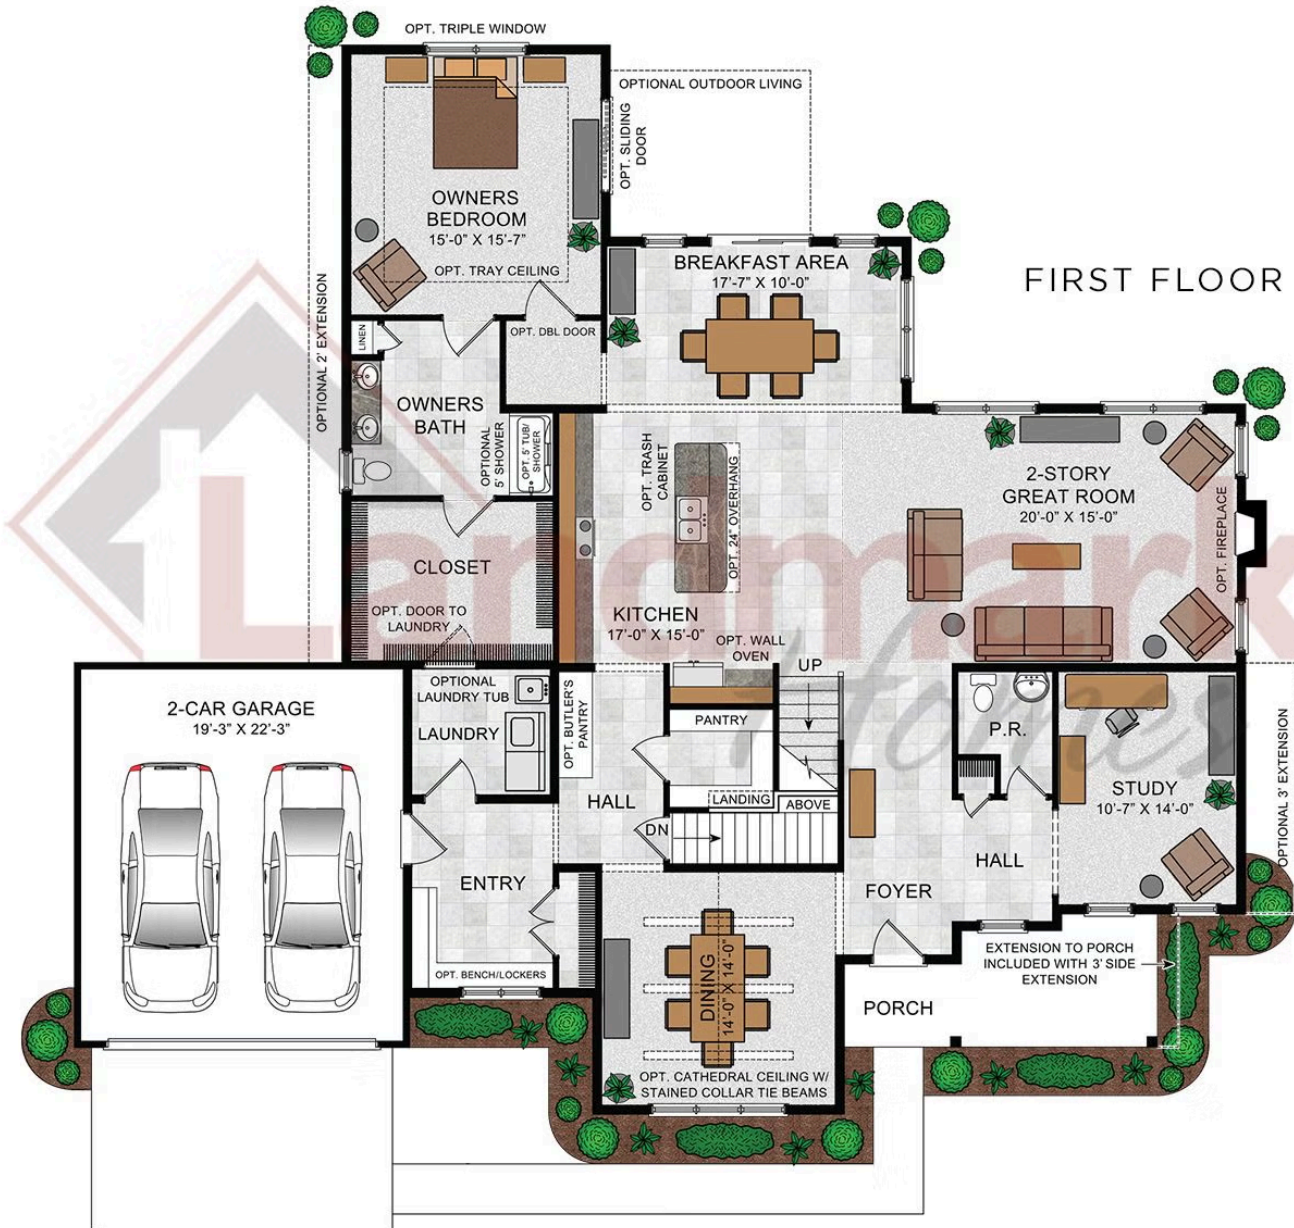 OPT. TRIPLE WINDOW
OPTIONAL OUTDOOR LIVING
OPT. SLIDING
DOOR
OWNERS
BEDROOM
15'-0" X 15'-7"
OPT. TRAY CEILING
BREAKFAST AREA
17'-7" X 10'-0"
FIRST FLOOR
OPTIONAL 2' EXTENSION
LINEN
OPT. DBL DOOR
OWNERS
BATH
OPTIONAL
5' SHOWER
OPT. 5' TUB/
SHOWER
OPT. TRASH
CABINET
OPT. 24" OVERHANG
2-STORY
GREAT ROOM
20'-0" X 15'-0"
OPT. FIREPLACE
Landmark
Homes
CLOSET
OPT. DOOR TO
LAUNDRY
KITCHEN
17'-0" X 15'-0"
OPT. WALL
OVEN
UP
2-CAR GARAGE
19'-3" X 22'-3"
OPTIONAL
LAUNDRY TUB
LAUNDRY
OPT. BUTLER'S
PANTRY
PANTRY
P.R.
STUDY
10'-7" X 14'-0"
OPTIONAL 3' EXTENSION
HALL
LANDING
ABOVE
DN
HALL
ENTRY
FOYER
OPT. BENCH/LOCKERS
DINING
14'-0" X 14'-0"
EXTENSION TO PORCH
INCLUDED WITH 3' SIDE
EXTENSION
PORCH
OPT. CATHEDRAL CEILING W/
STAINED COLLAR TIE BEAMS